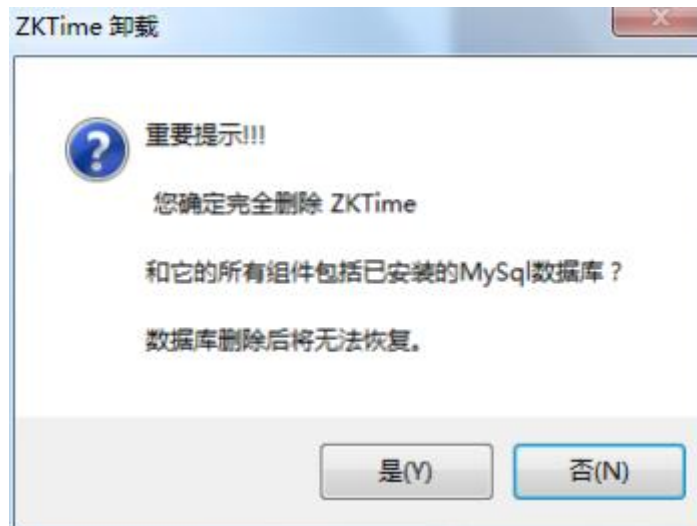 ZKTime 卸载
重要提示!!!
您确定完全删除 ZKTime
和它的所有组件包括已安装的MySql数据库？
数据库删除后将无法恢复。
是(Y)
否(N)